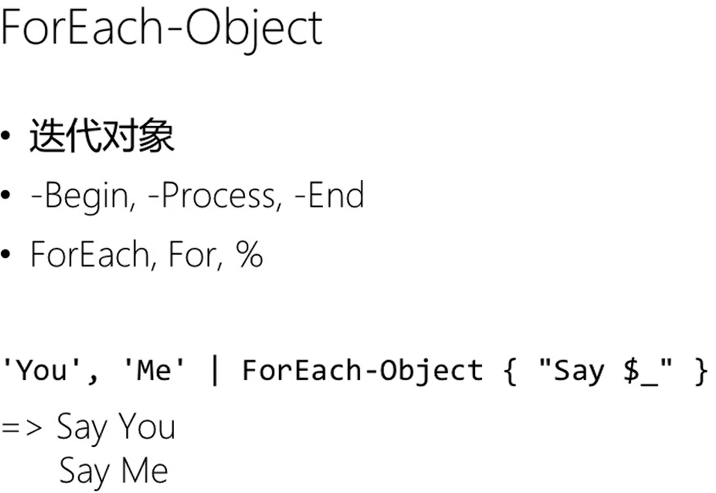 ForEach-Object
• 迭代对象
• -Begin, -Process, -End
• ForEach, For, %
'You', 'Me' | ForEach-Object { "Say $_" }
=> Say You
Say Me